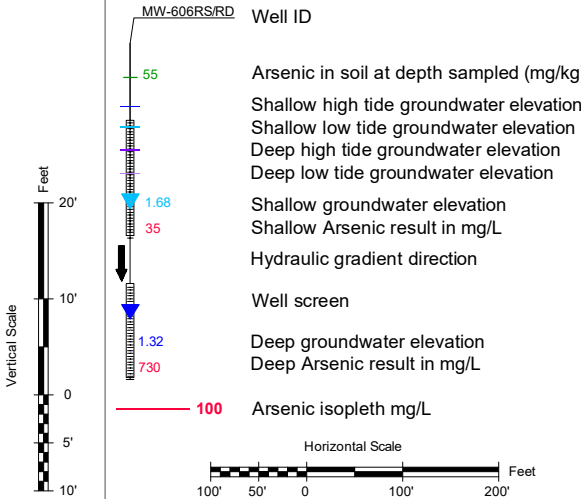 MW-606RS/RD Well ID
55 Arsenic in soil at depth sampled (mg/kg
Shallow high tide groundwater elevation
Shallow low tide groundwater elevation
Deep high tide groundwater elevation
Deep low tide groundwater elevation
1.68 Shallow groundwater elevation
35 Shallow Arsenic result in mg/L
Hydraulic gradient direction
Well screen
1.32 Deep groundwater elevation
730 Deep Arsenic result in mg/L
100 Arsenic isopleth mg/L
Vertical Scale
Feet
20'
10'
0
5'
10'
Horizontal Scale
Feet
100' 50' 0 100' 200'